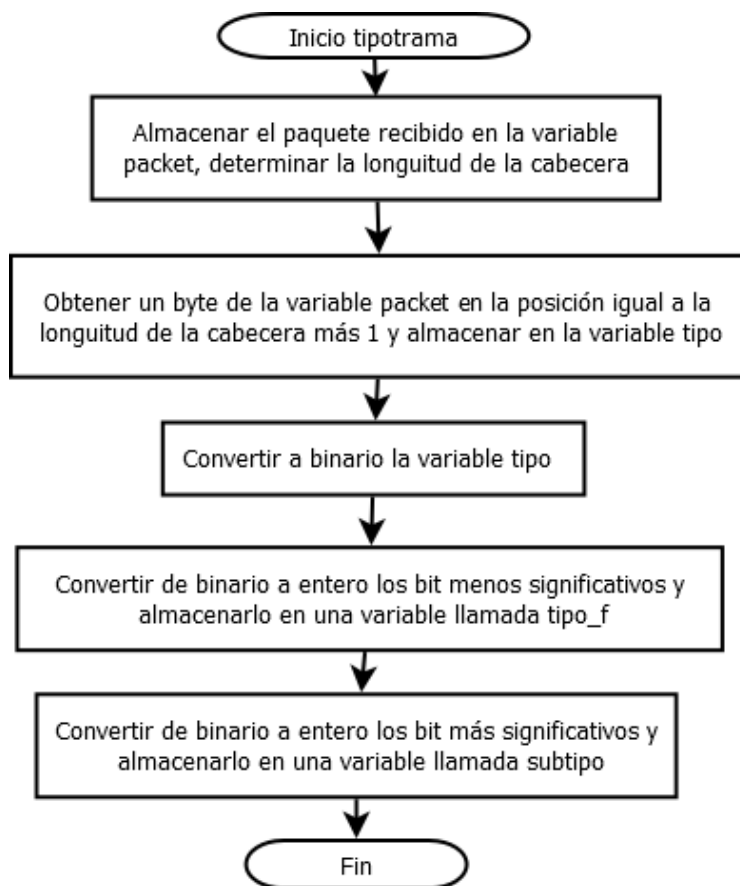 Inicio tipotrama
Almacenar el paquete recibido en la variable
packet, determinar la longuitud de la cabecera
Obtener un byte de la variable packet en la posición igual a la
longuitud de la cabecera más 1 y almacenar en la variable tipo
Convertir a binario la variable tipo
Convertir de binario a entero los bit menos significativos y
almacenarlo en una variable llamada tipo_f
Convertir de binario a entero los bit más significativos y
almacenarlo en una variable llamada subtipo
Fin